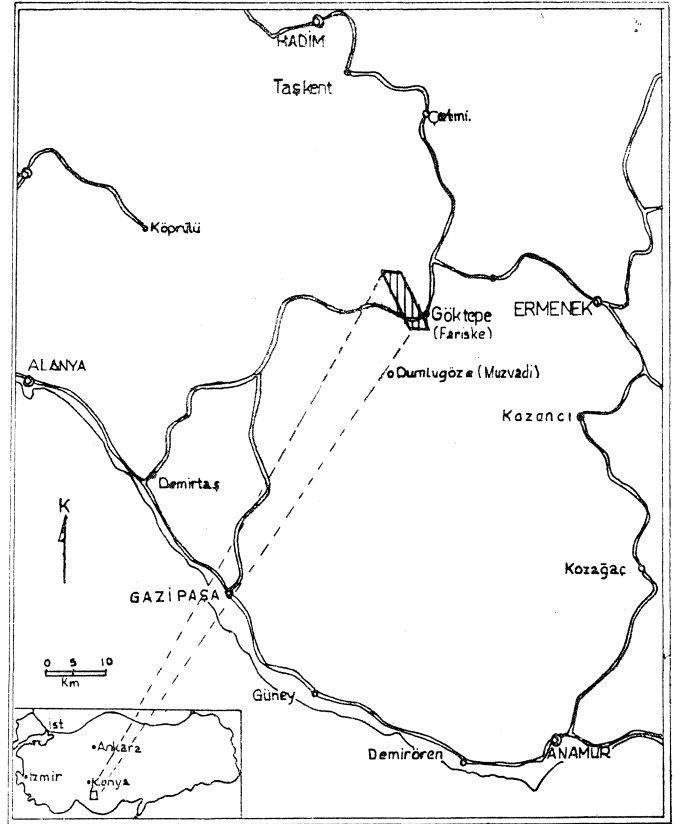 HADİM
Taşkent
Köprülü
Göktepe
(Fariske)
ERMENEK
ALANYA
Dumlugöze (Muzvadi)
Kazancı
Demirtaş
K
Kozağaç
GAZİPAŞA
0 5 10
Km
Güney
ist
Ankara
Demirören
ANAMUR
İzmir
Konya